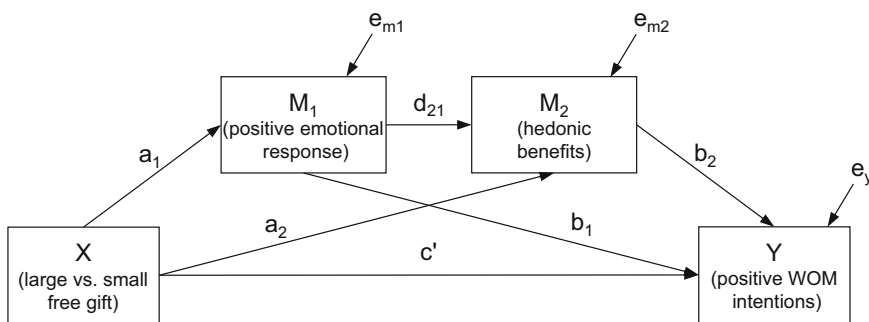 e_m1
e_m2
M_1
(positive emotional
response)
d_21
M_2
(hedonic
benefits)
a_1
b_2
e_y
a_2
b_1
X
(large vs. small
free gift)
c'
Y
(positive WOM
intentions)